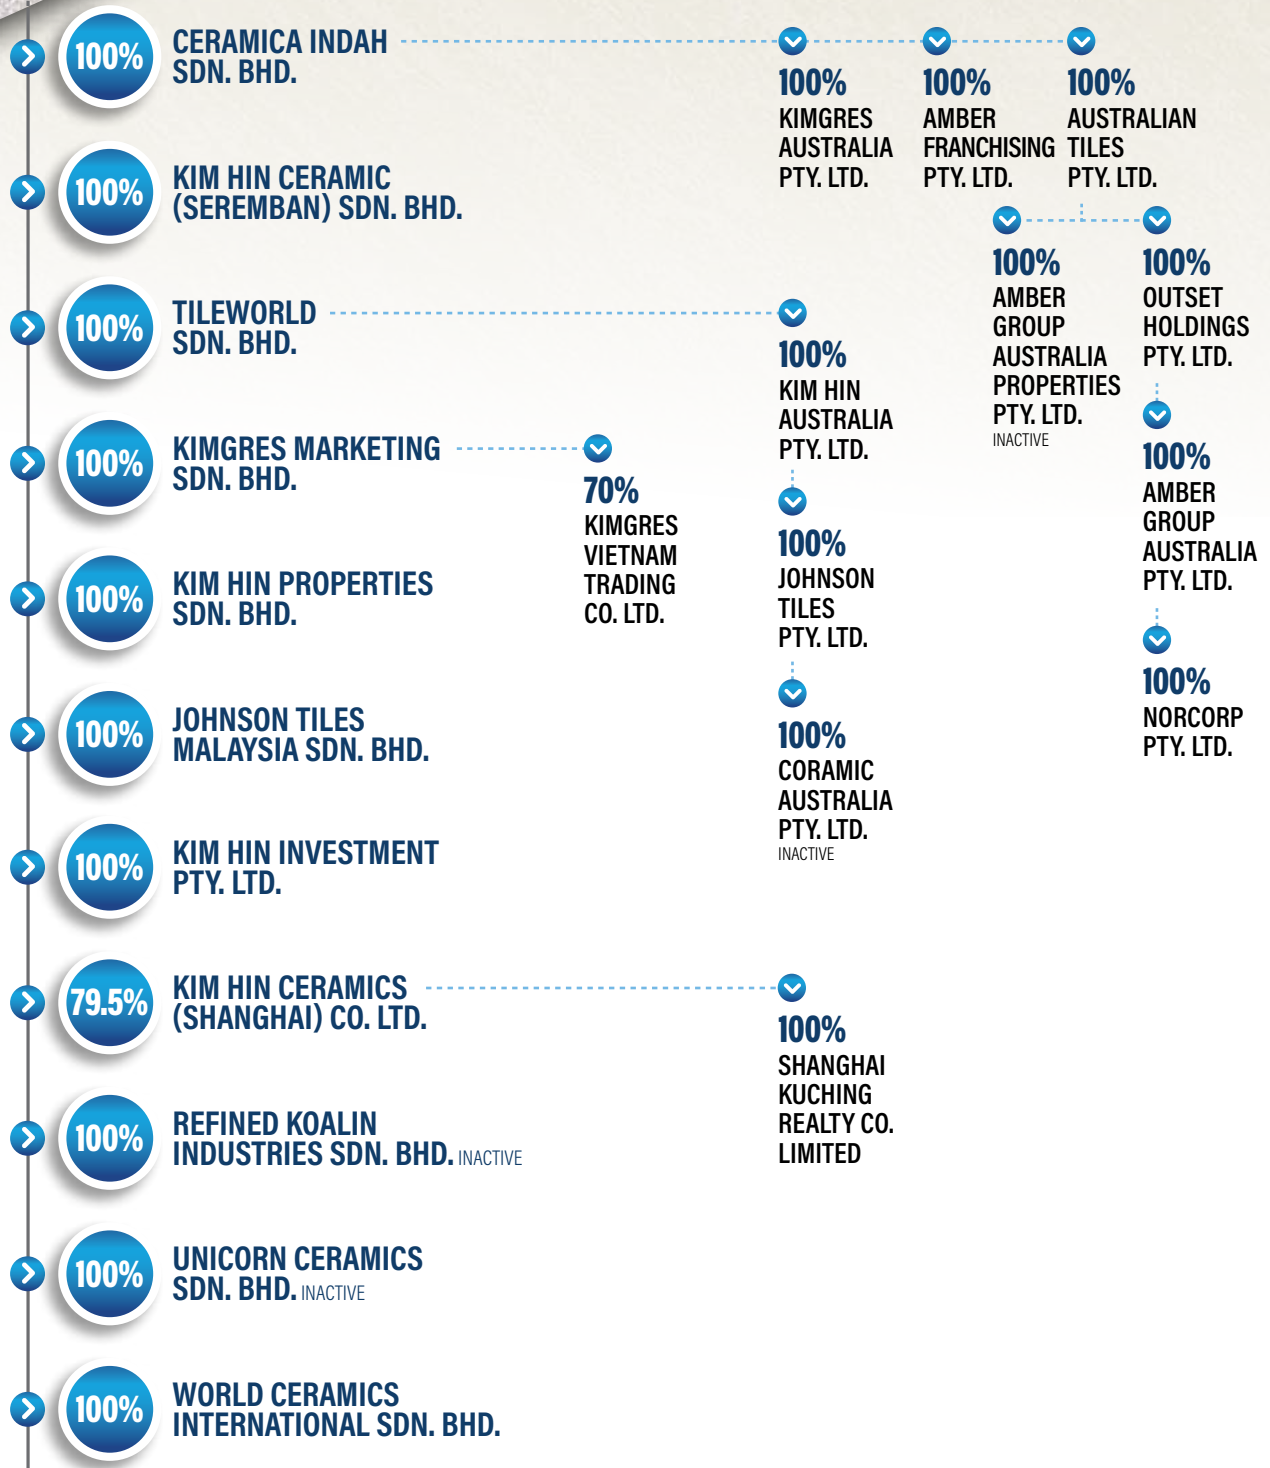 100%
CERAMICA INDAH
SDN. BHD.
100%
KIMGRES
AUSTRALIA
PTY. LTD.
100%
AMBER
FRANCHISING
PTY. LTD.
100%
AUSTRALIAN
TILES
PTY. LTD.
100%
AMBER
GROUP
AUSTRALIA
PROPERTIES
PTY. LTD.
INACTIVE
100%
OUTSET
HOLDINGS
PTY. LTD.
100%
AMBER
GROUP
AUSTRALIA
PTY. LTD.
100%
NORCORP
PTY. LTD.
100%
KIM HIN CERAMIC
(SEREMBAN) SDN. BHD.
100%
TILEWORLD
SDN. BHD.
100%
KIM HIN
AUSTRALIA
PTY. LTD.
100%
JOHNSON
TILES
PTY. LTD.
100%
CORAMIC
AUSTRALIA
PTY. LTD.
INACTIVE
100%
KIMGRES MARKETING
SDN. BHD.
70%
KIMGRES
VIETNAM
TRADING
CO. LTD.
100%
KIM HIN PROPERTIES
SDN. BHD.
100%
JOHNSON TILES
MALAYSIA SDN. BHD.
100%
KIM HIN INVESTMENT
PTY. LTD.
79.5%
KIM HIN CERAMICS
(SHANGHAI) CO. LTD.
100%
SHANGHAI
KUCHING
REALTY CO.
LIMITED
100%
REFINED KOALIN
INDUSTRIES SDN. BHD. INACTIVE
100%
UNICORN CERAMICS
SDN. BHD. INACTIVE
100%
WORLD CERAMICS
INTERNATIONAL SDN. BHD.